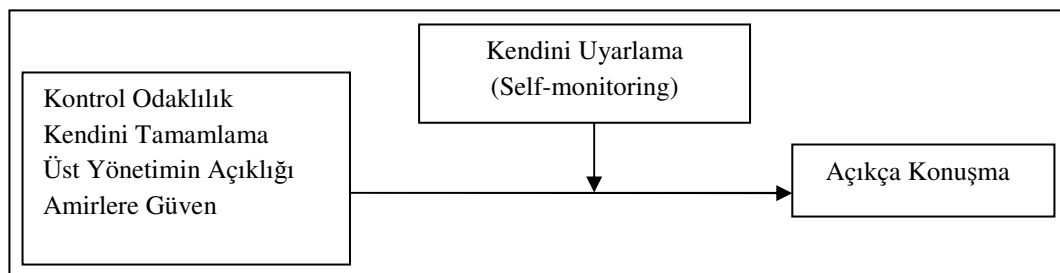 Kendini Uyarlama
(Self-monitoring)
Kontrol Odaklılık
Kendini Tamamlama
Üst Yönetimin Açıklığı
Amirlere Güven
Açıkça Konuşma